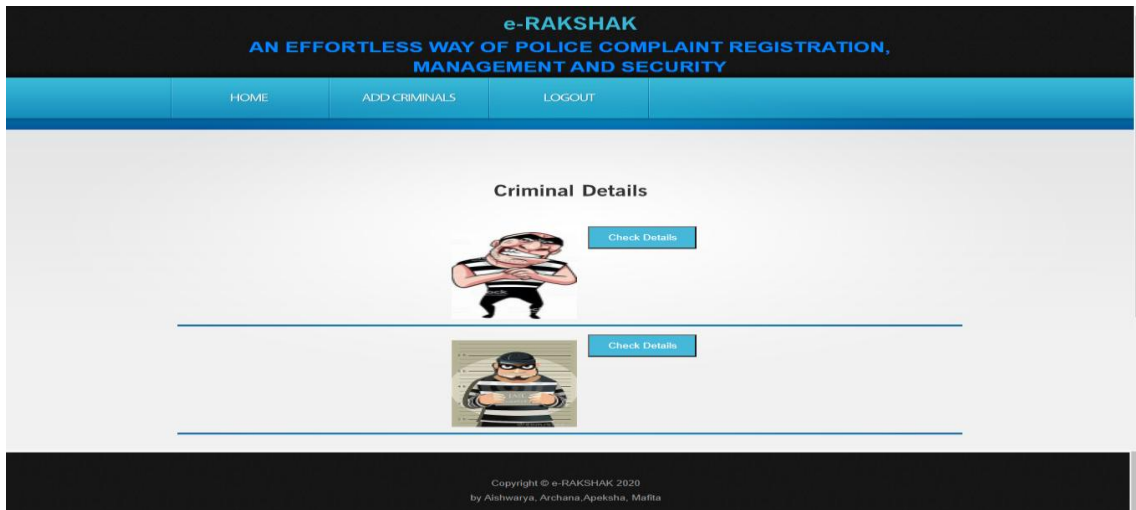 e-RAKSHAK
AN EFFORTLESS WAY OF POLICE COMPLAINT REGISTRATION,
MANAGEMENT AND SECURITY
HOME
ADD CRIMINALS
LOGOUT
Criminal Details
Check Details
Check Details
Copyright © e-RAKSHAK 2020
by Aishwarya, Archana,Apeksha, Mafita